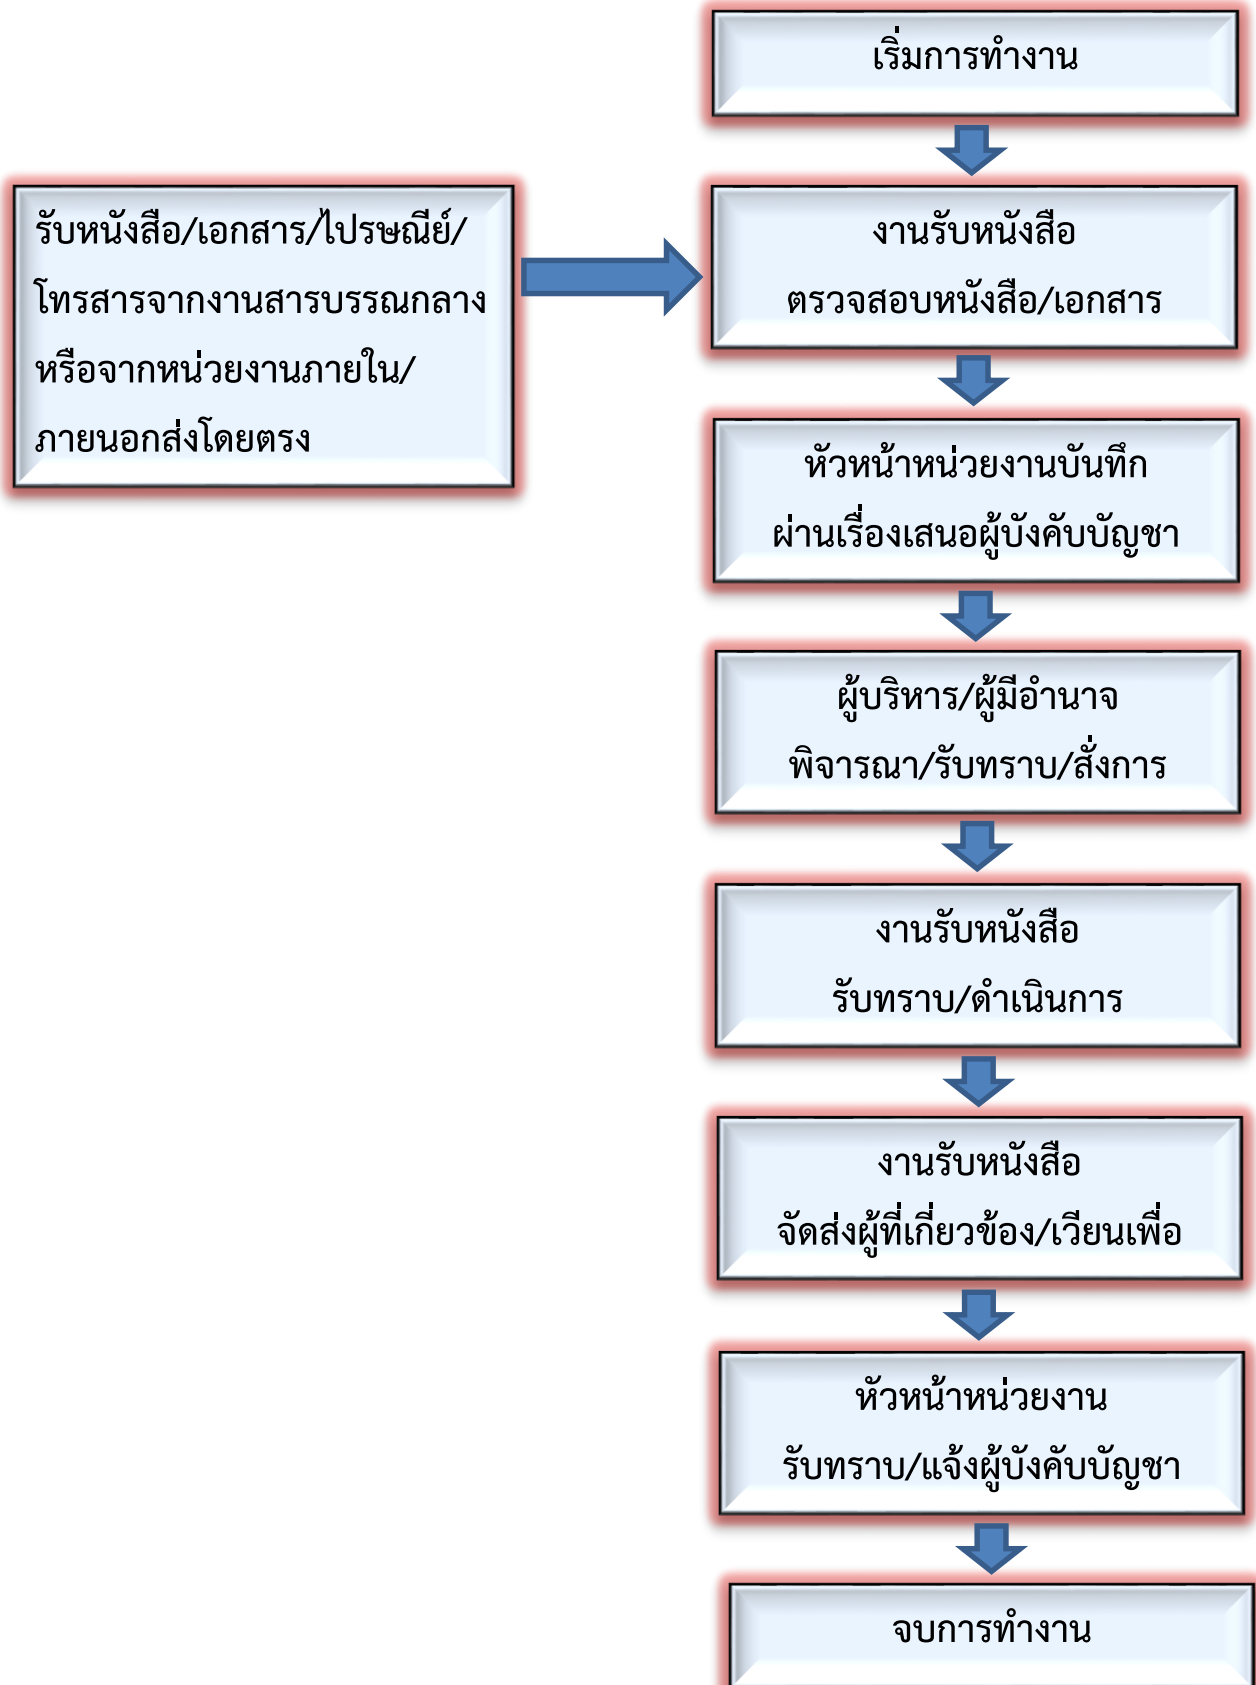 เริ่มการทำงาน
รับหนังสือ/เอกสาร/ไปรษณีย์/
โทรสารจากงานสารบรรณกลาง
หรือจากหน่วยงานภายใน/
ภายนอกส่งโดยตรง
งานรับหนังสือ
ตรวจสอบหนังสือ/เอกสาร
หัวหน้าหน่วยงานบันทึก
ผ่านเรื่องเสนอผู้บังคับบัญชา
ผู้บริหาร/ผู้มีอำนาจ
พิจารณา/รับทราบ/สั่งการ
งานรับหนังสือ
รับทราบ/ดำเนินการ
งานรับหนังสือ
จัดส่งผู้ที่เกี่ยวข้อง/เวียนเพื่อ
หัวหน้าหน่วยงาน
รับทราบ/แจ้งผู้บังคับบัญชา
จบการทำงาน